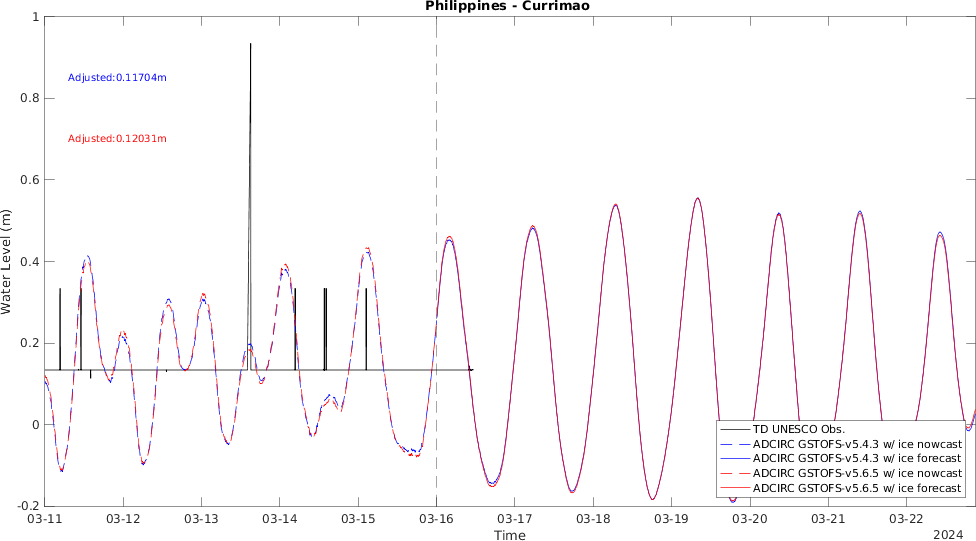 Philippines - Currimao
1
Adjusted:0.11704m
0.8
Adjusted:0.12031m
0.6
Water Level (m)
0.4
0.2
0
TD UNESCO Obs.
ADCIRC GSTOFS-v5.4.3 w/ ice nowcast
ADCIRC GSTOFS-v5.4.3 w/ ice forecast
ADCIRC GSTOFS-v5.6.5 w/ ice nowcast
ADCIRC GSTOFS-v5.6.5 w/ ice forecast
-0.2
03-11 03-12 03-13 03-14 03-15 03-16 03-17 03-18 03-19 03-20 03-21 03-22
Time
2024